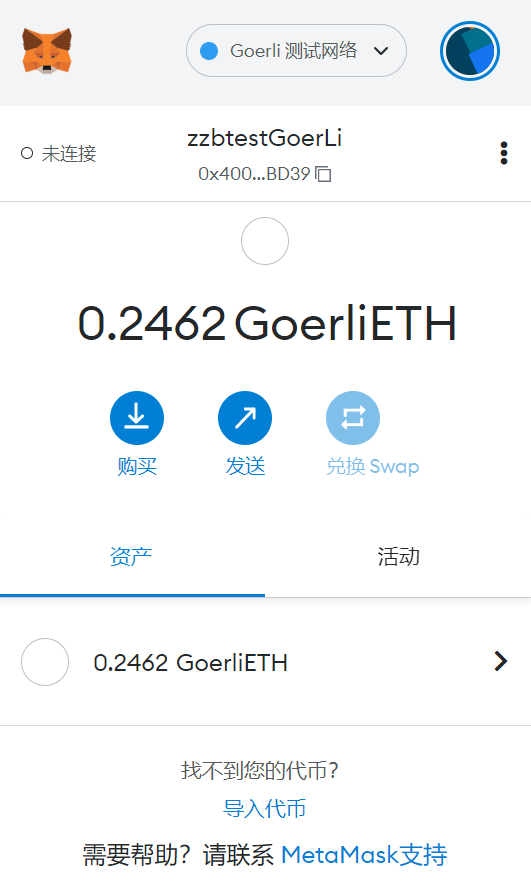 Goerli 测试网络
未连接
zzbtestGoerLi
0x400...BD39
0.2462 GoerliETH
购买
发送
兑换 Swap
资产
活动
0.2462 GoerliETH
找不到您的代币?
导入代币
需要帮助?请联系 MetaMask支持